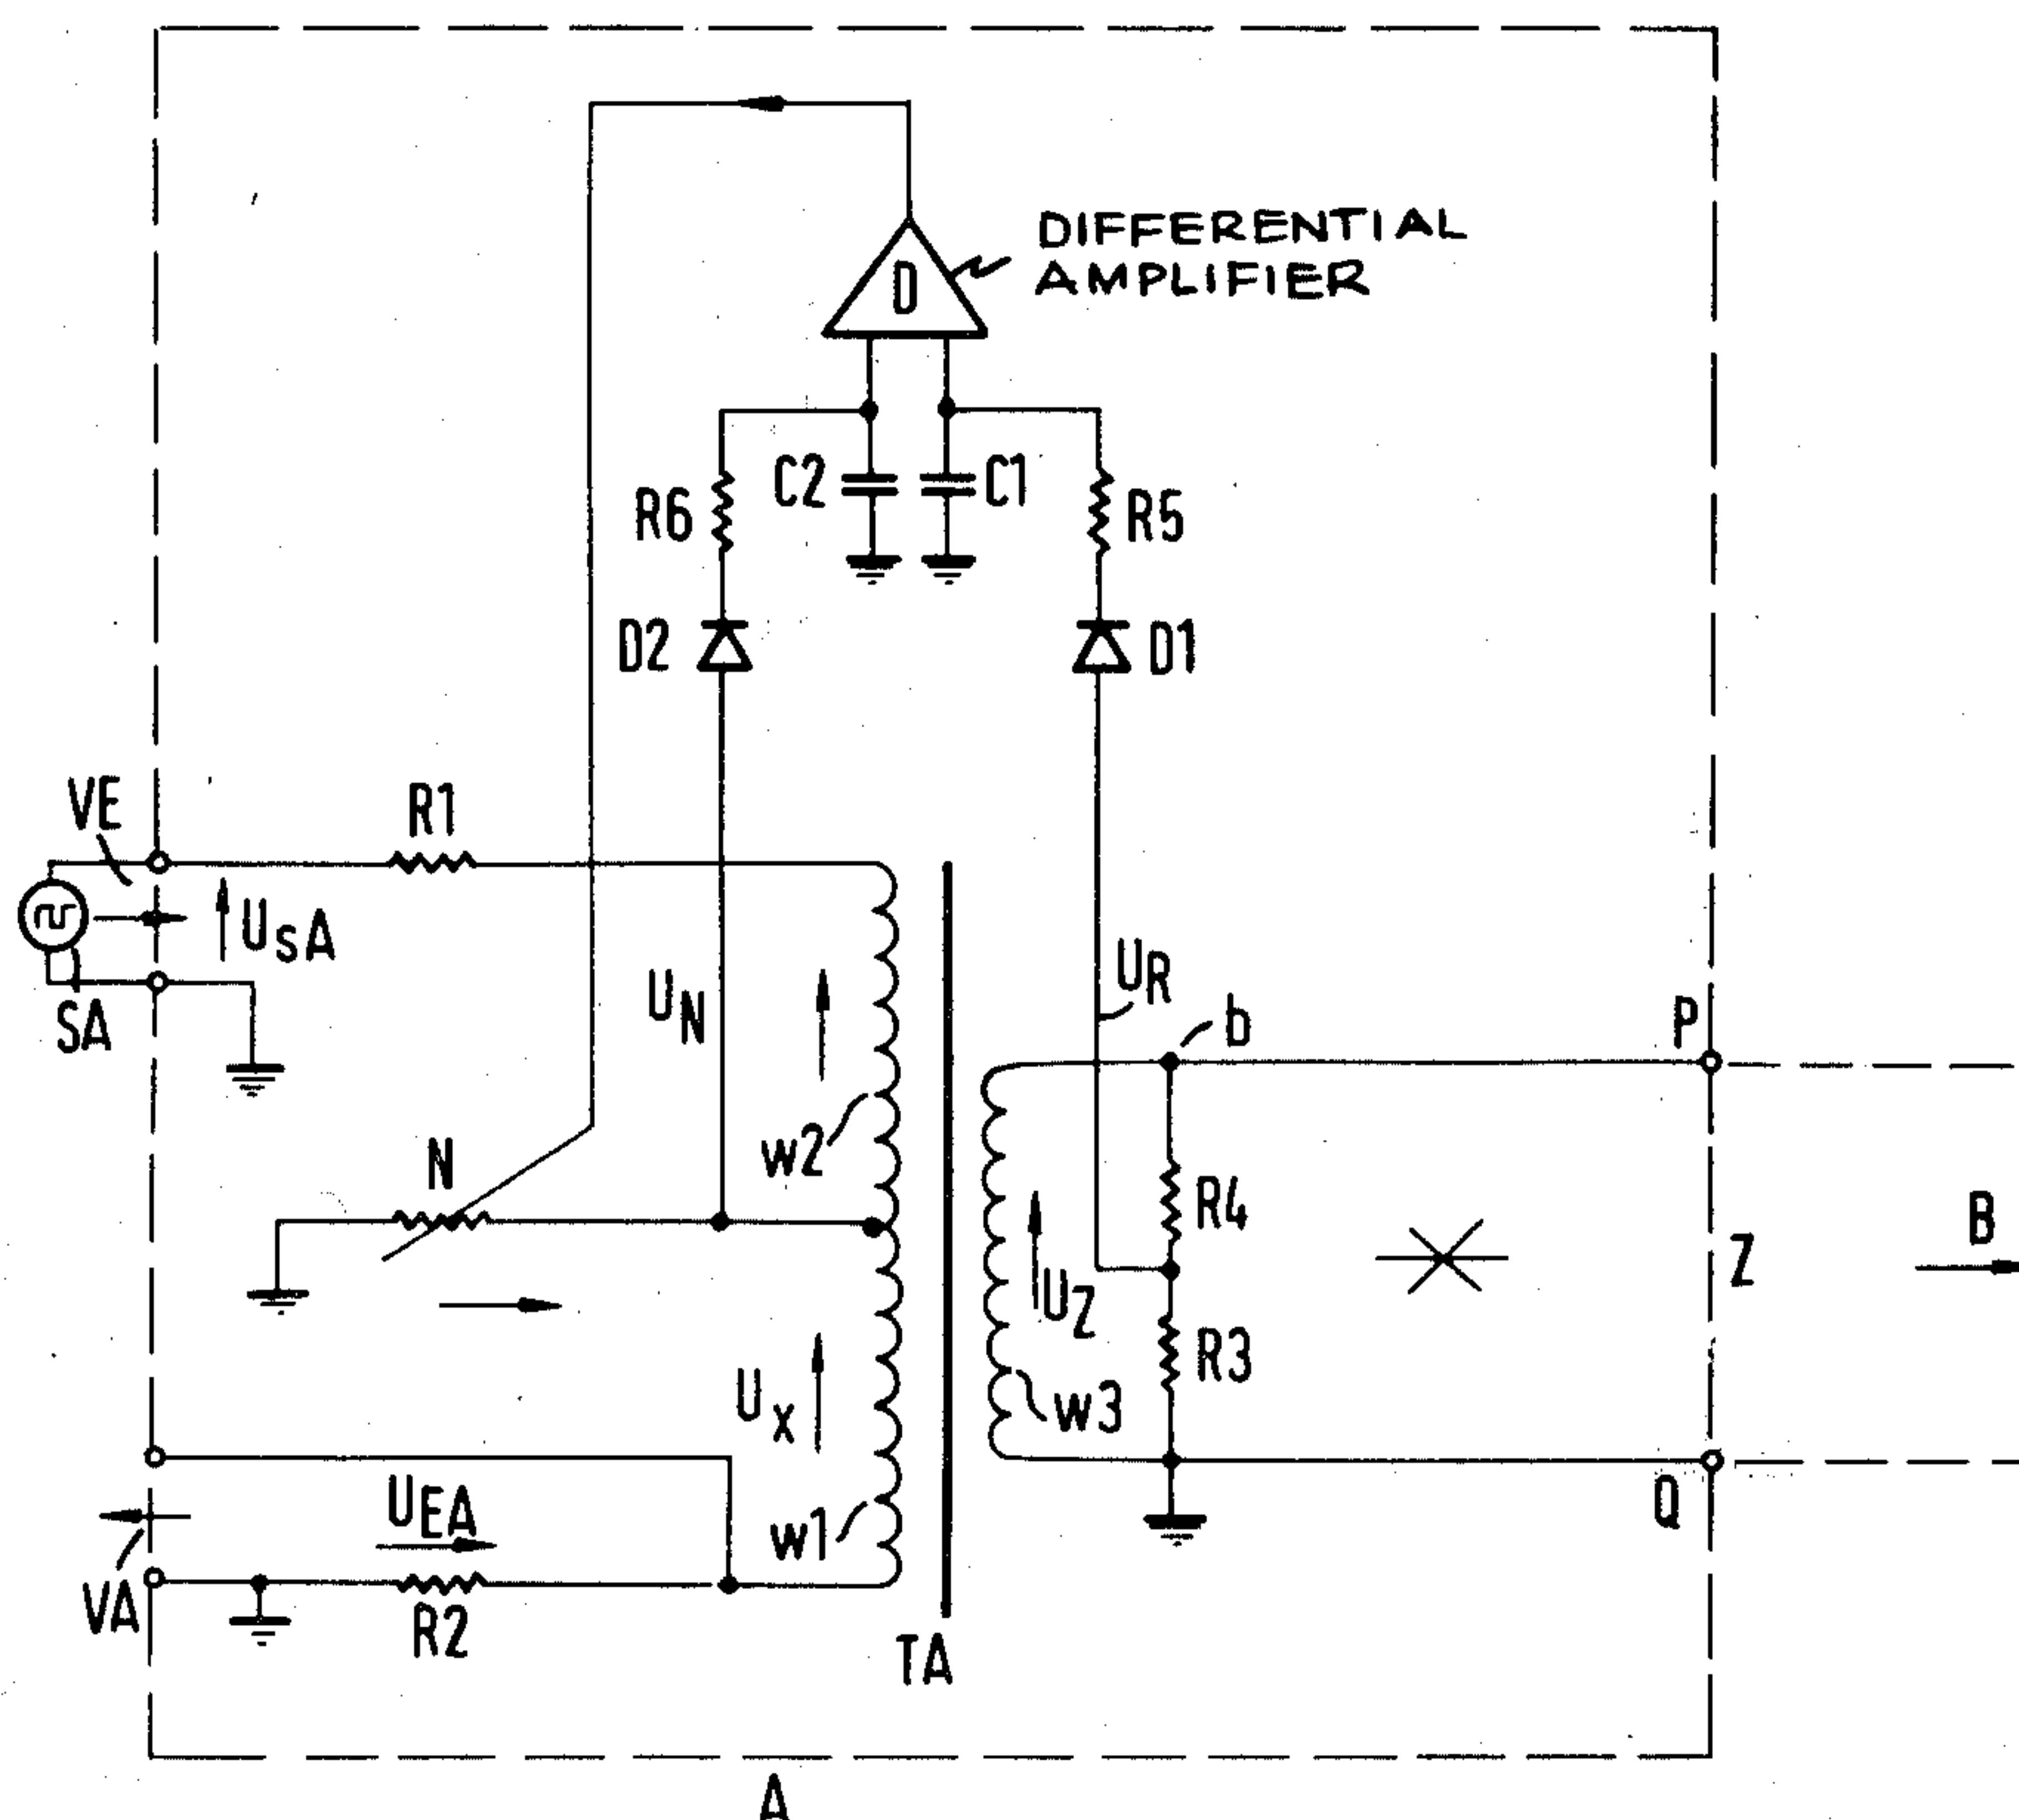 DIFFERENTIAL
AMPLIFIER
D
C2
C1
R6
R5
D2
D1
VE
R1
UsA
SA
UN
UR
b
P
N
w2
R4
B
Z
UZ
R3
Ux
w3
UEA
w1
Q
VA
R2
TA
A